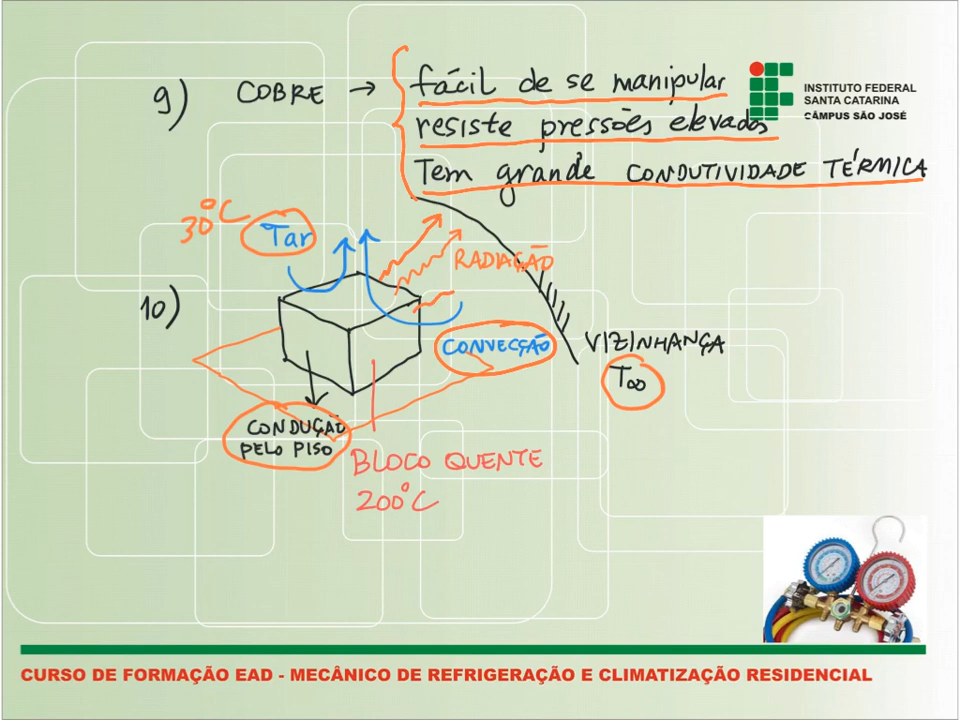 9) COBRE → fácil de se manipular
resiste pressões elevadas
Tem grande CONDUTIVIDADE TÉRMICA
INSTITUTO FEDERAL
SANTA CATARINA
CÂMPUS SÃO JOSÉ
30°C Tar
RADIAÇÃO
10)
CONVECÇÃO
VIZINHANÇA
T∞
CONDUÇÃO
PELO PISO
BLOCO QUENTE
200°C
CURSO DE FORMAÇÃO EAD - MECÂNICO DE REFRIGERAÇÃO E CLIMATIZAÇÃO RESIDENCIAL